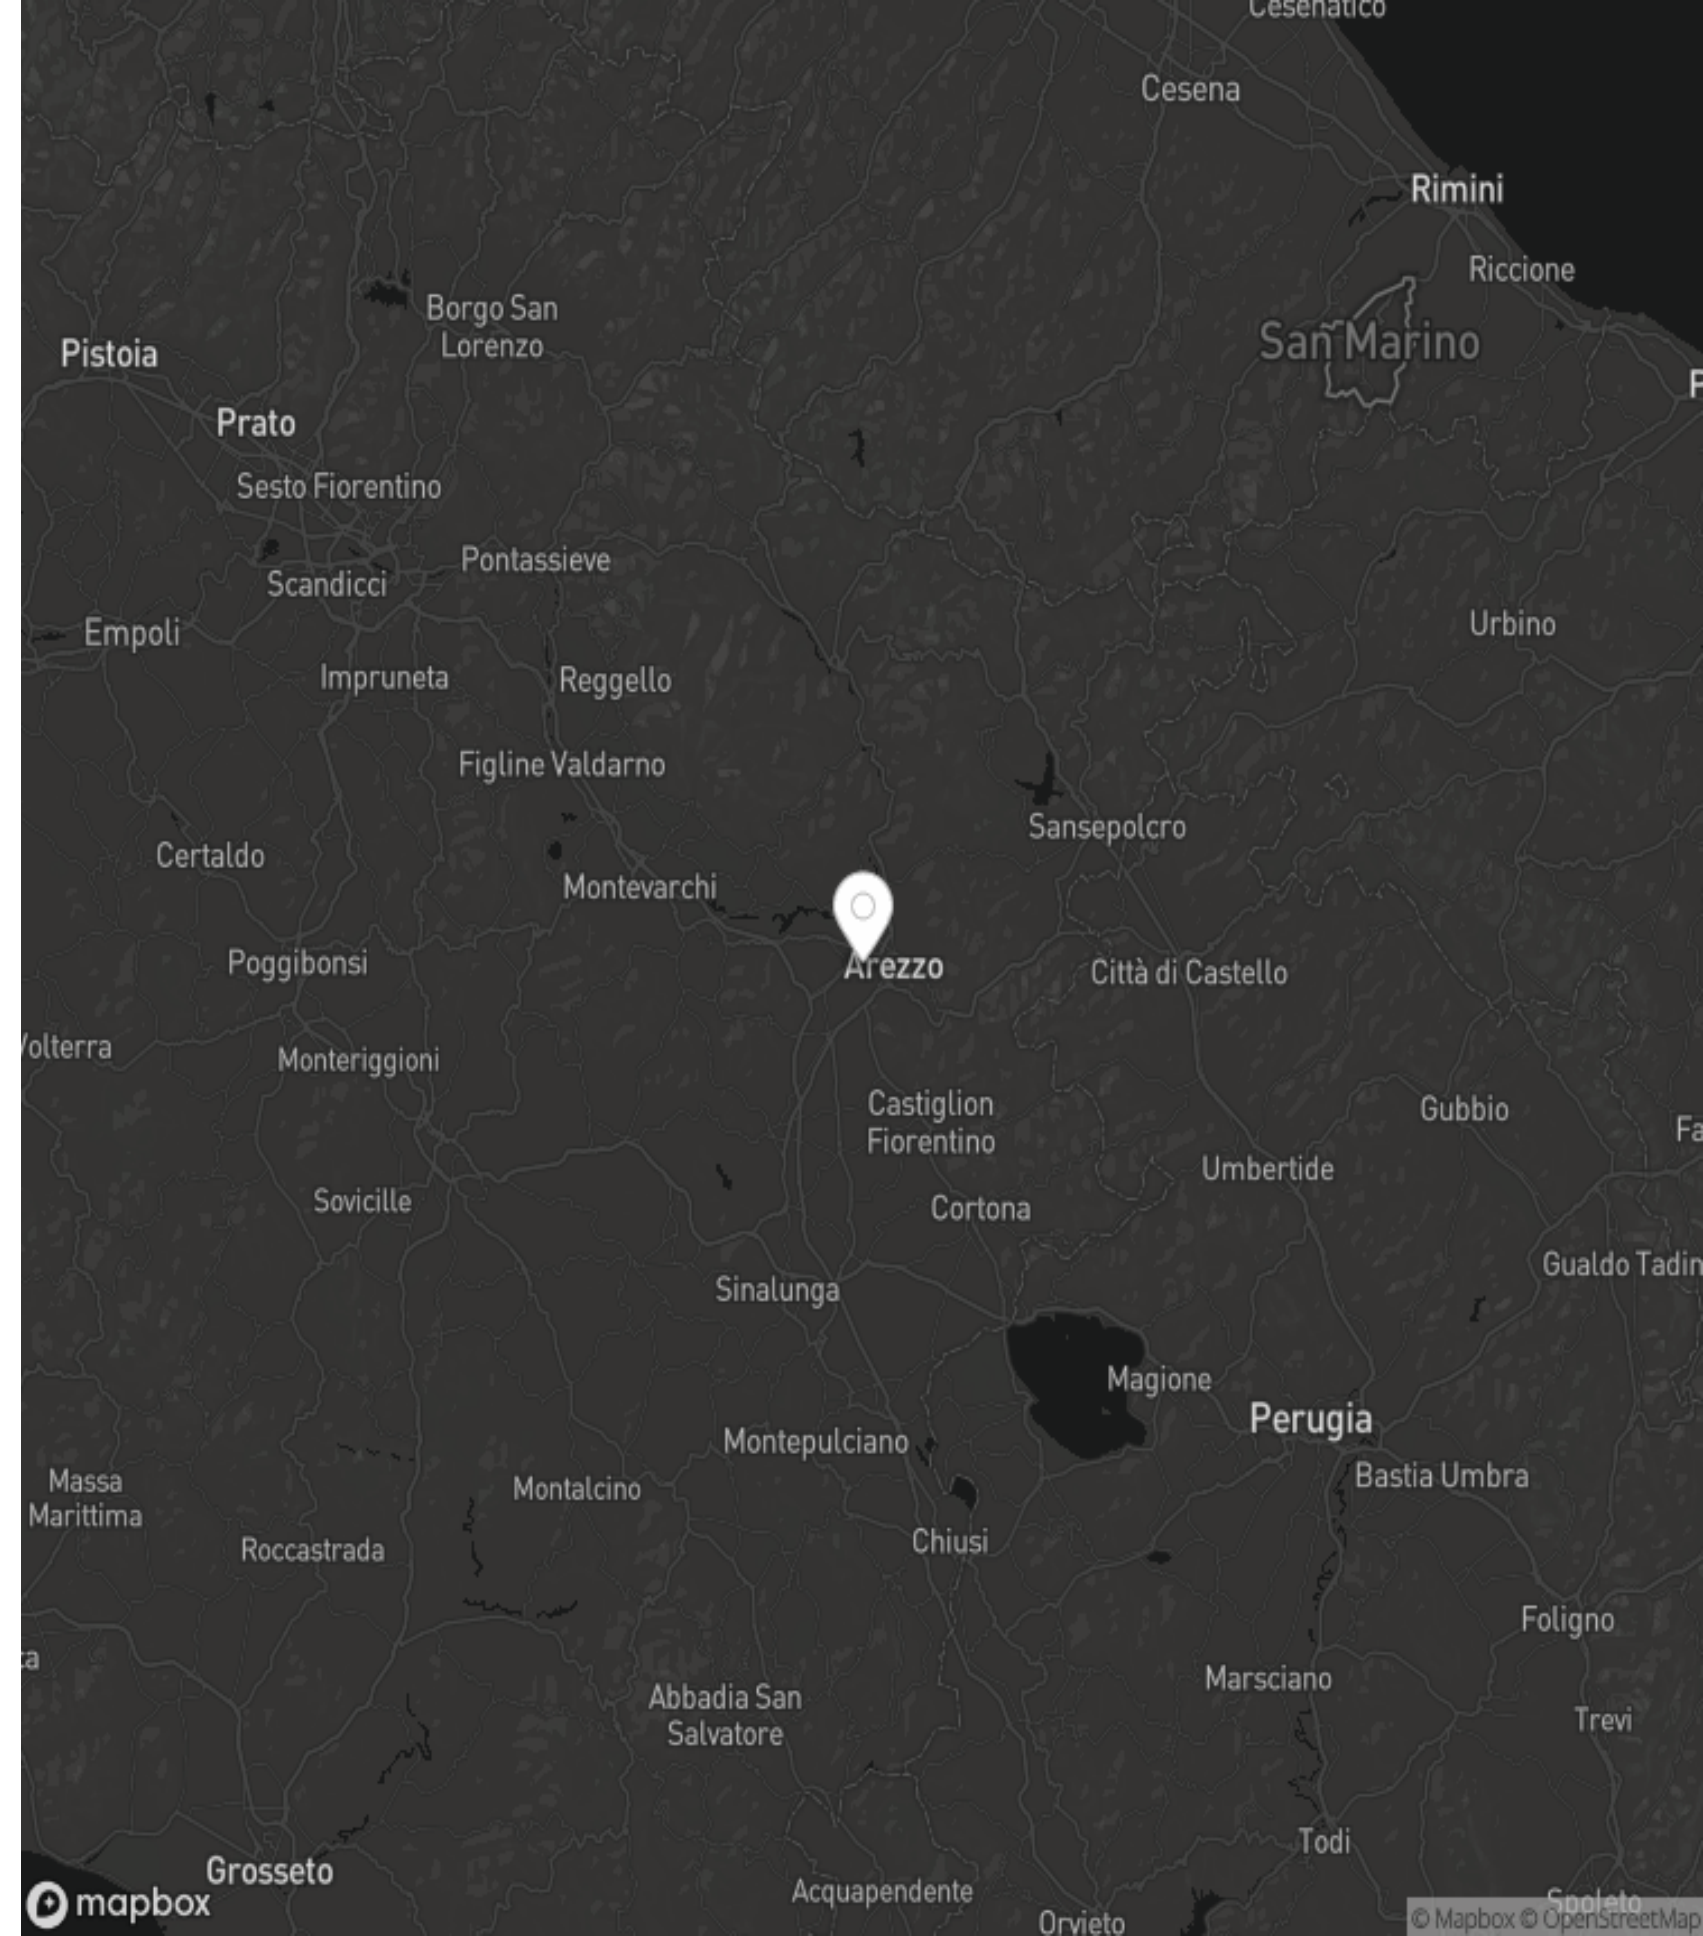 Cesenatico
Cesena
Rimini
Riccione
Borgo San
Lorenzo
San Marino
Pistoia
P
Prato
Sesto Fiorentino
Pontassieve
Scandicci
Empoli
Urbino
Impruneta
Reggello
Figline Valdarno
Sansepolcro
Certaldo
Montevarchi
Poggibonsi
Arezzo
Città di Castello
Volterra
Monteriggioni
Castiglion
Fiorentino
Gubbio
Fa
Umbertide
Sovicille
Cortona
Gualdo Tadin
Sinalunga
Magione
Perugia
Montepulciano
Bastia Umbra
Massa
Marittima
Montalcino
Chiusi
Roccastrada
Foligno
ta
Marsciano
Abbadia San
Salvatore
Trevi
Todi
Grosseto
Acquapendente
mapbox
Spoleto
Orvieto
© Mapbox © OpenStreetMap